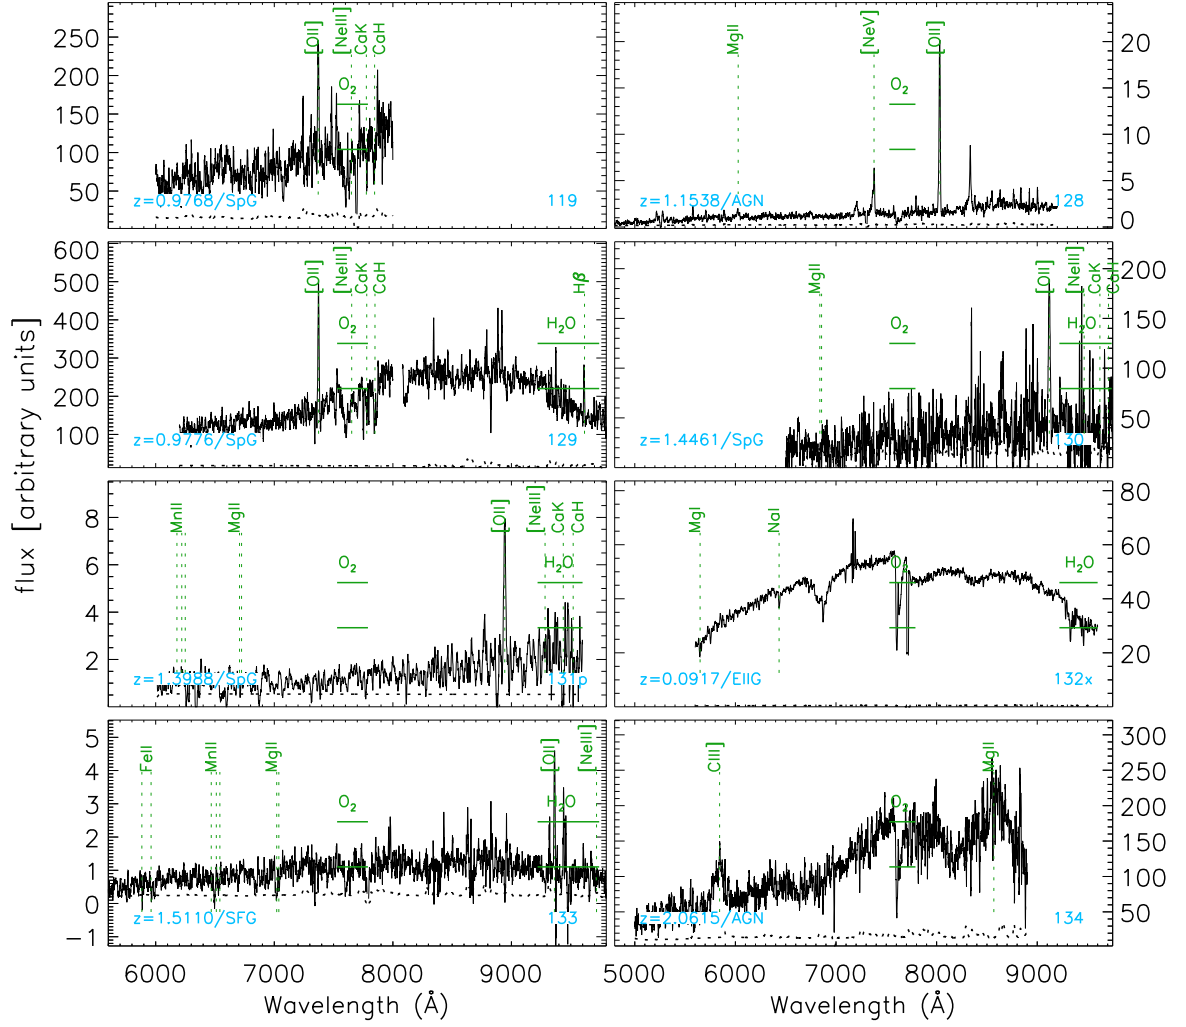 flux [arbitrary units]
[OII] [NeIII] CaK CaH
O2
250
200
150
100
50
z=0.9768/SpG 119
MgII [NeV] [OII]
O2
20
15
10
5
0
z=1.1538/AGN 128
[OII] [NeIII] CaK CaH Hβ
O2 H2O
600
500
400
300
200
100
z=0.9776/SpG 129
MgII [OII] [NeIII] CaK CaH
O2 H2O
200
150
100
50
z=1.4461/SpG 130
MnII MgII [OII] [NeIII] CaK CaH
O2 H2O
8
6
4
2
z=1.3988/SpG 131p
MgI NaI
O2 H2O
80
60
40
20
z=0.0917/EllG 132x
FeII MnII MgII [OII] [NeIII]
O2 H2O
5
4
3
2
1
0
−1
z=1.5110/SFG 133
CIII] MgII
O2
300
250
200
150
100
50
z=2.0615/AGN 134
6000 7000 8000 9000
Wavelength (Å)
5000 6000 7000 8000 9000
Wavelength (Å)